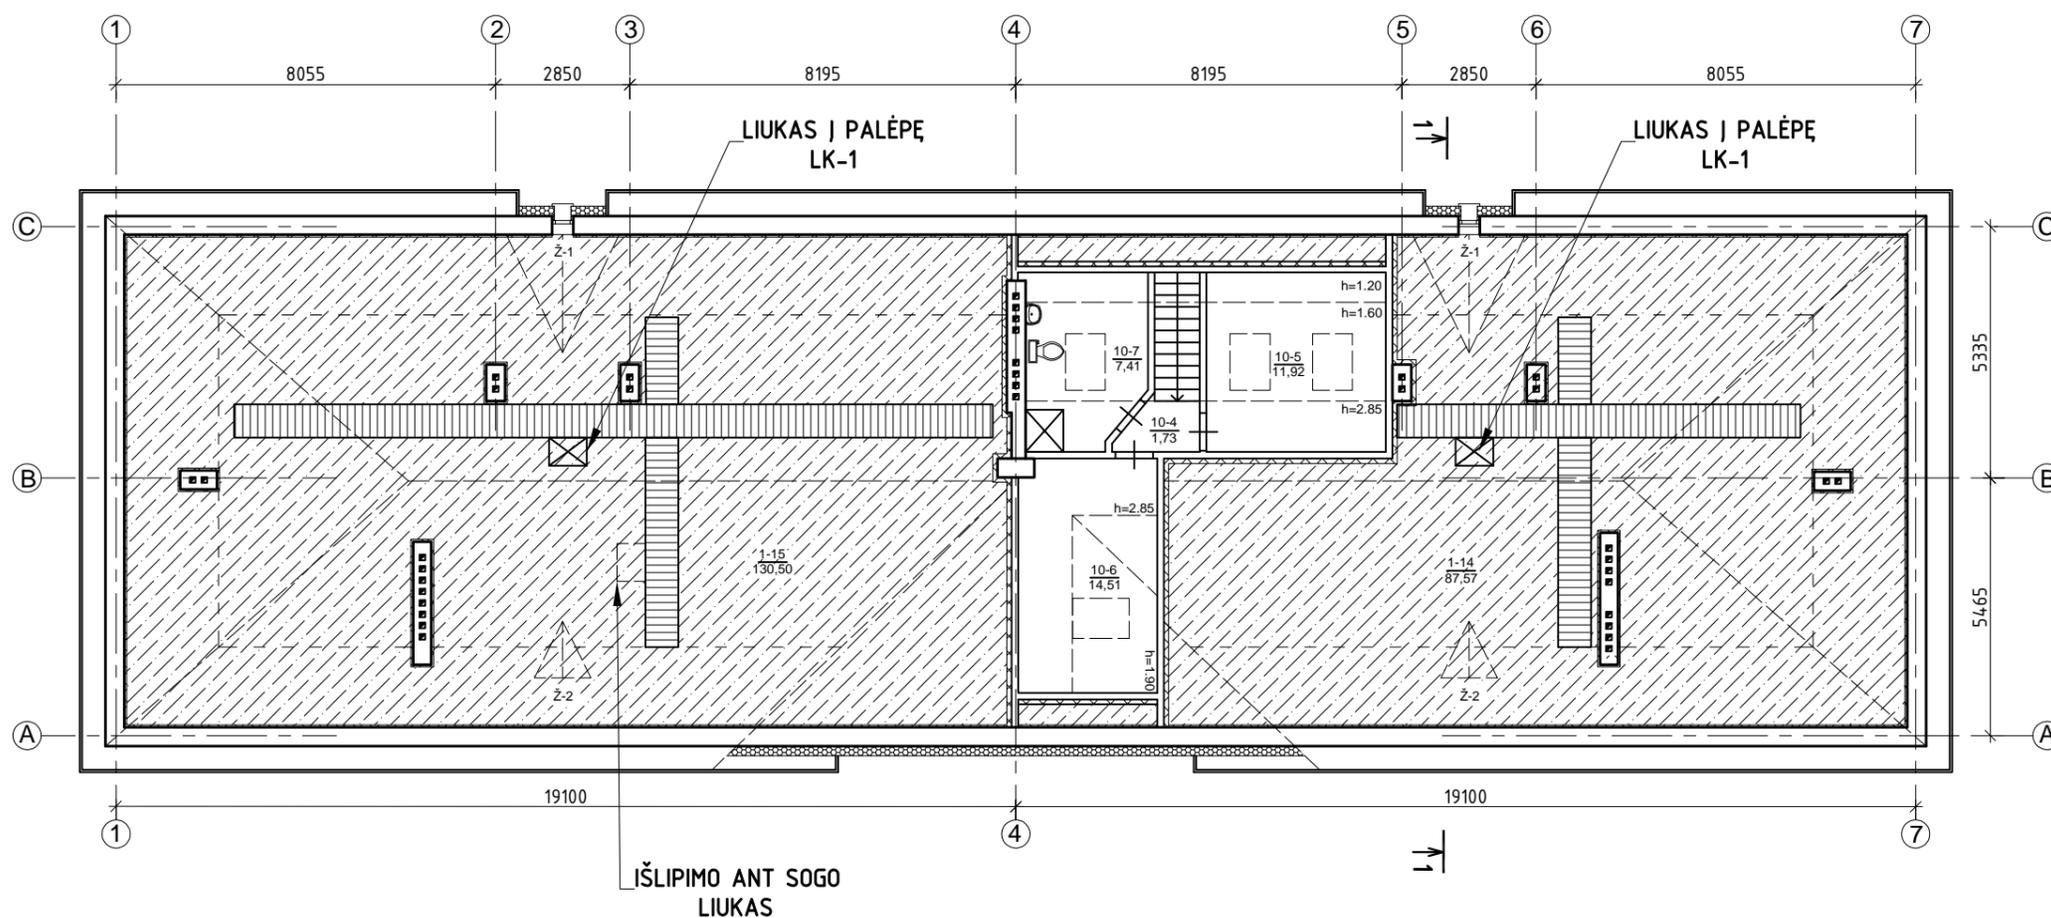 1 2 3 4 5 6 7
8055 2850 8195 8195 2850 8055
1
LIUKAS Į PALĖPĘ
LK-1
LIUKAS Į PALĖPĘ
LK-1
C C
Ž-1 Ž-1
h=1.20
h=1.60
10-7
7,41
10-5
11,92
5335
h=2.85
10-4
1,73
B B
h=2.85
1-15
130,50
10-6
14,51
1-14
87,57
5465
h=1.90
Ž-2 Ž-2
A A
19100 19100
1 4 7
1
IŠLIPIMO ANT SOGO
LIUKAS